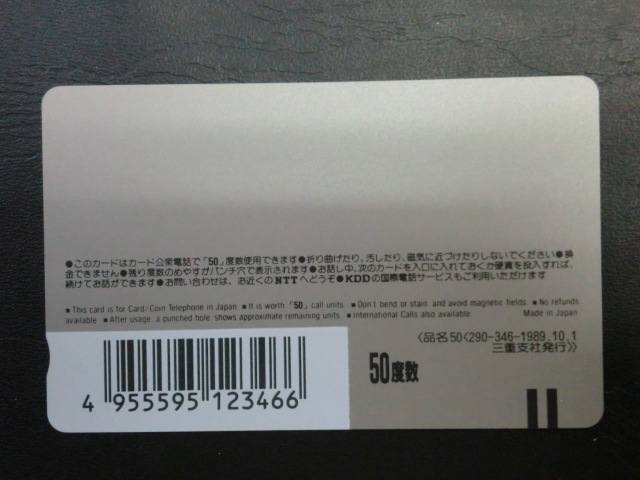 ●このカードはカード公衆電話で「50」度数使用できます●折り曲げたり、汚したり、磁気に近づけたりしないでください●換
金できません●残り度数のめやすがパンチ穴で表示されます●お話し中、次のカードを入口に入れておくか硬貨を投入すれば、
続けてお話ができます●お問い合わせは、お近くのNTTへどうぞ●KDDの国際電話サービスもご利用いただけます
■ This card is for Card/Coin Telephone in Japan ■ It is worth「50」call units. ■ Don't bend or stain and avoid magnetic fields ■ No refunds
available ■ After usage a punched hole shows approximate remaining units ■ International Calls also available. Made in Japan
〈品名50〈290-346-1989.10.1
三重支社発行〉〉
50度数
4 955595 123466